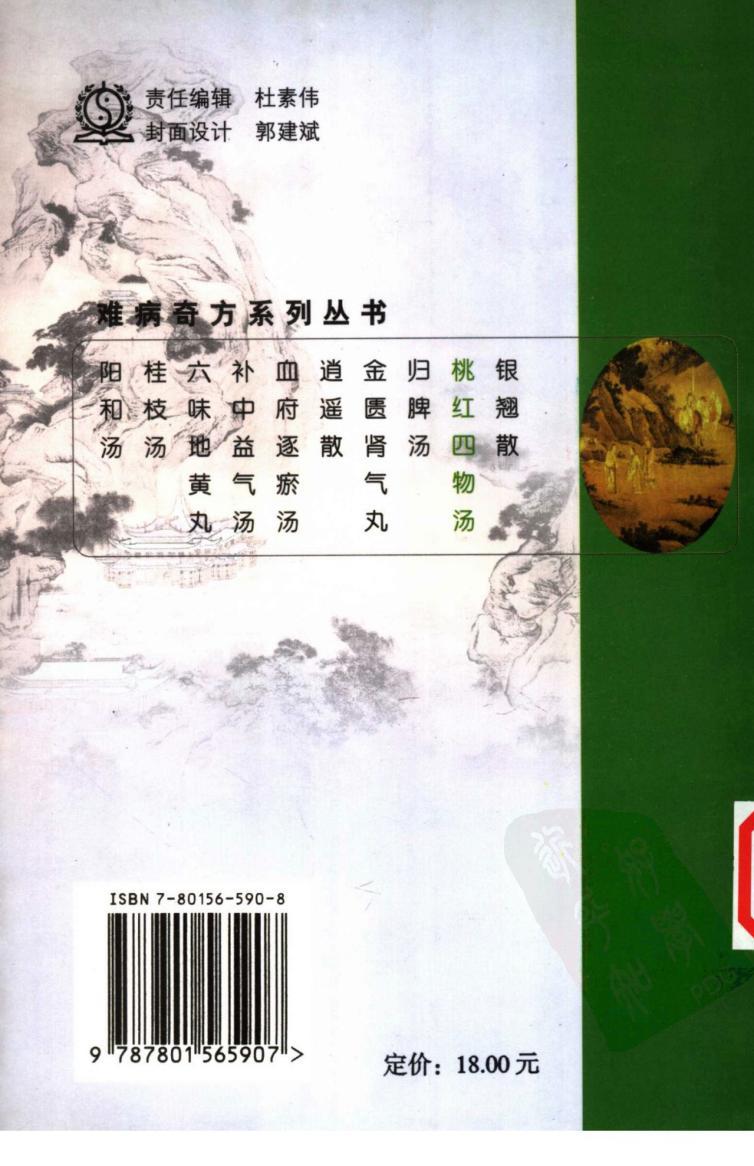 责任编辑 杜素伟
封面设计 郭建斌
难病奇方系列丛书
银翘散
桃红四物汤
归脾汤
金匮肾气丸
逍遥散
血府逐瘀汤
补中益气汤
六味地黄丸
桂枝汤
阳和汤
ISBN 7-80156-590-8
9 787801 565907 >
定价：18.00 元